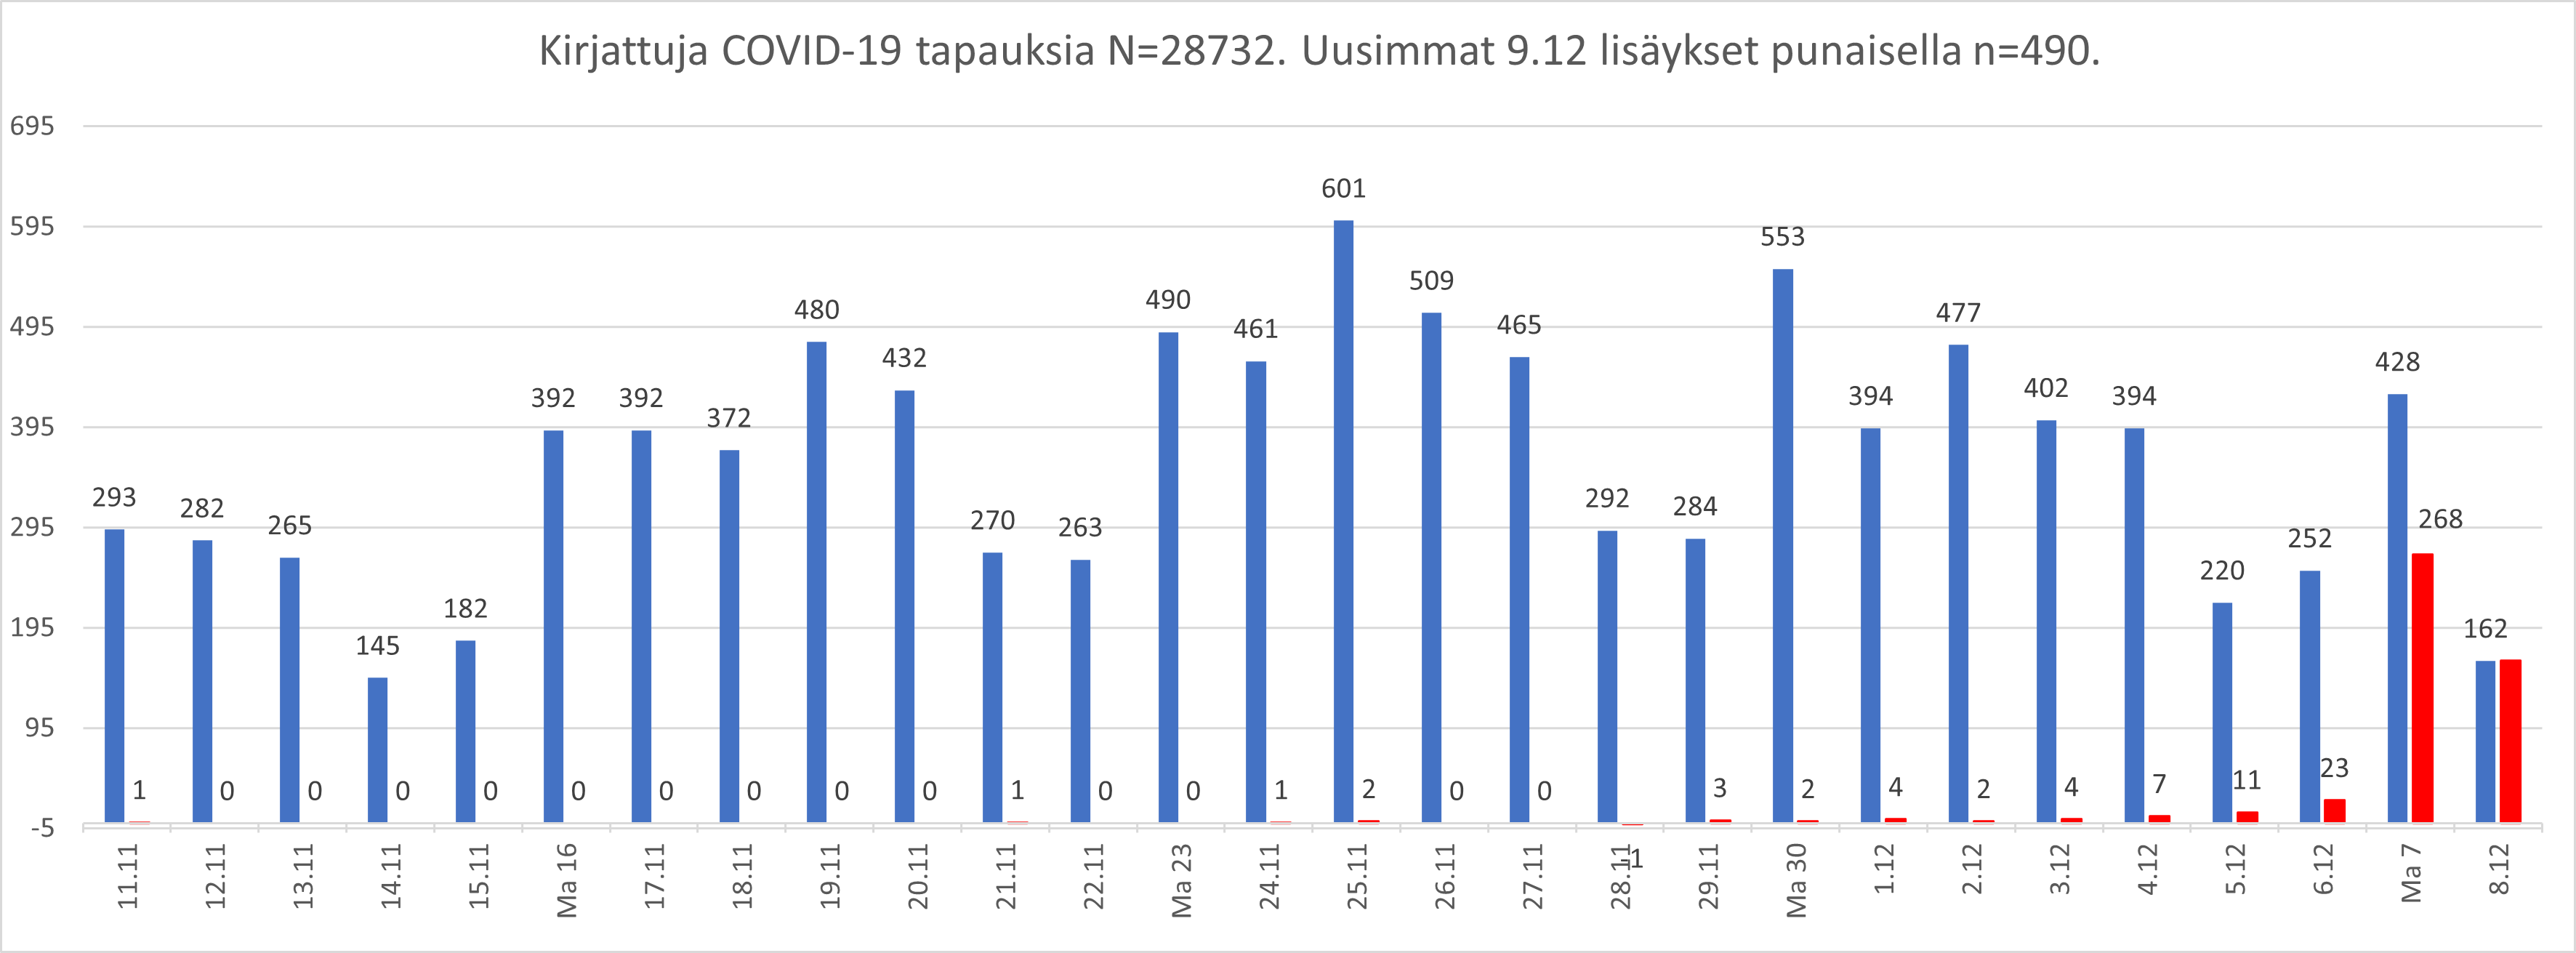 Kirjattuja COVID-19 tapauksia N=28732. Uusimmat 9.12 lisäykset punaisella n=490.
695
595
495
395
295
195
95
-5
293 282 265 145 182 392 392 372 480 432 270 263 490 461 601 509 465 292 284 553 394 477 402 394 220 252 428 162
1 0 0 0 0 0 0 0 0 0 1 0 0 1 2 0 0 -1 3 2 4 2 4 7 11 23 268
11.11 12.11 13.11 14.11 15.11 Ma 16 17.11 18.11 19.11 20.11 21.11 22.11 Ma 23 24.11 25.11 26.11 27.11 28.11 29.11 Ma 30 1.12 2.12 3.12 4.12 5.12 6.12 Ma 7 8.12